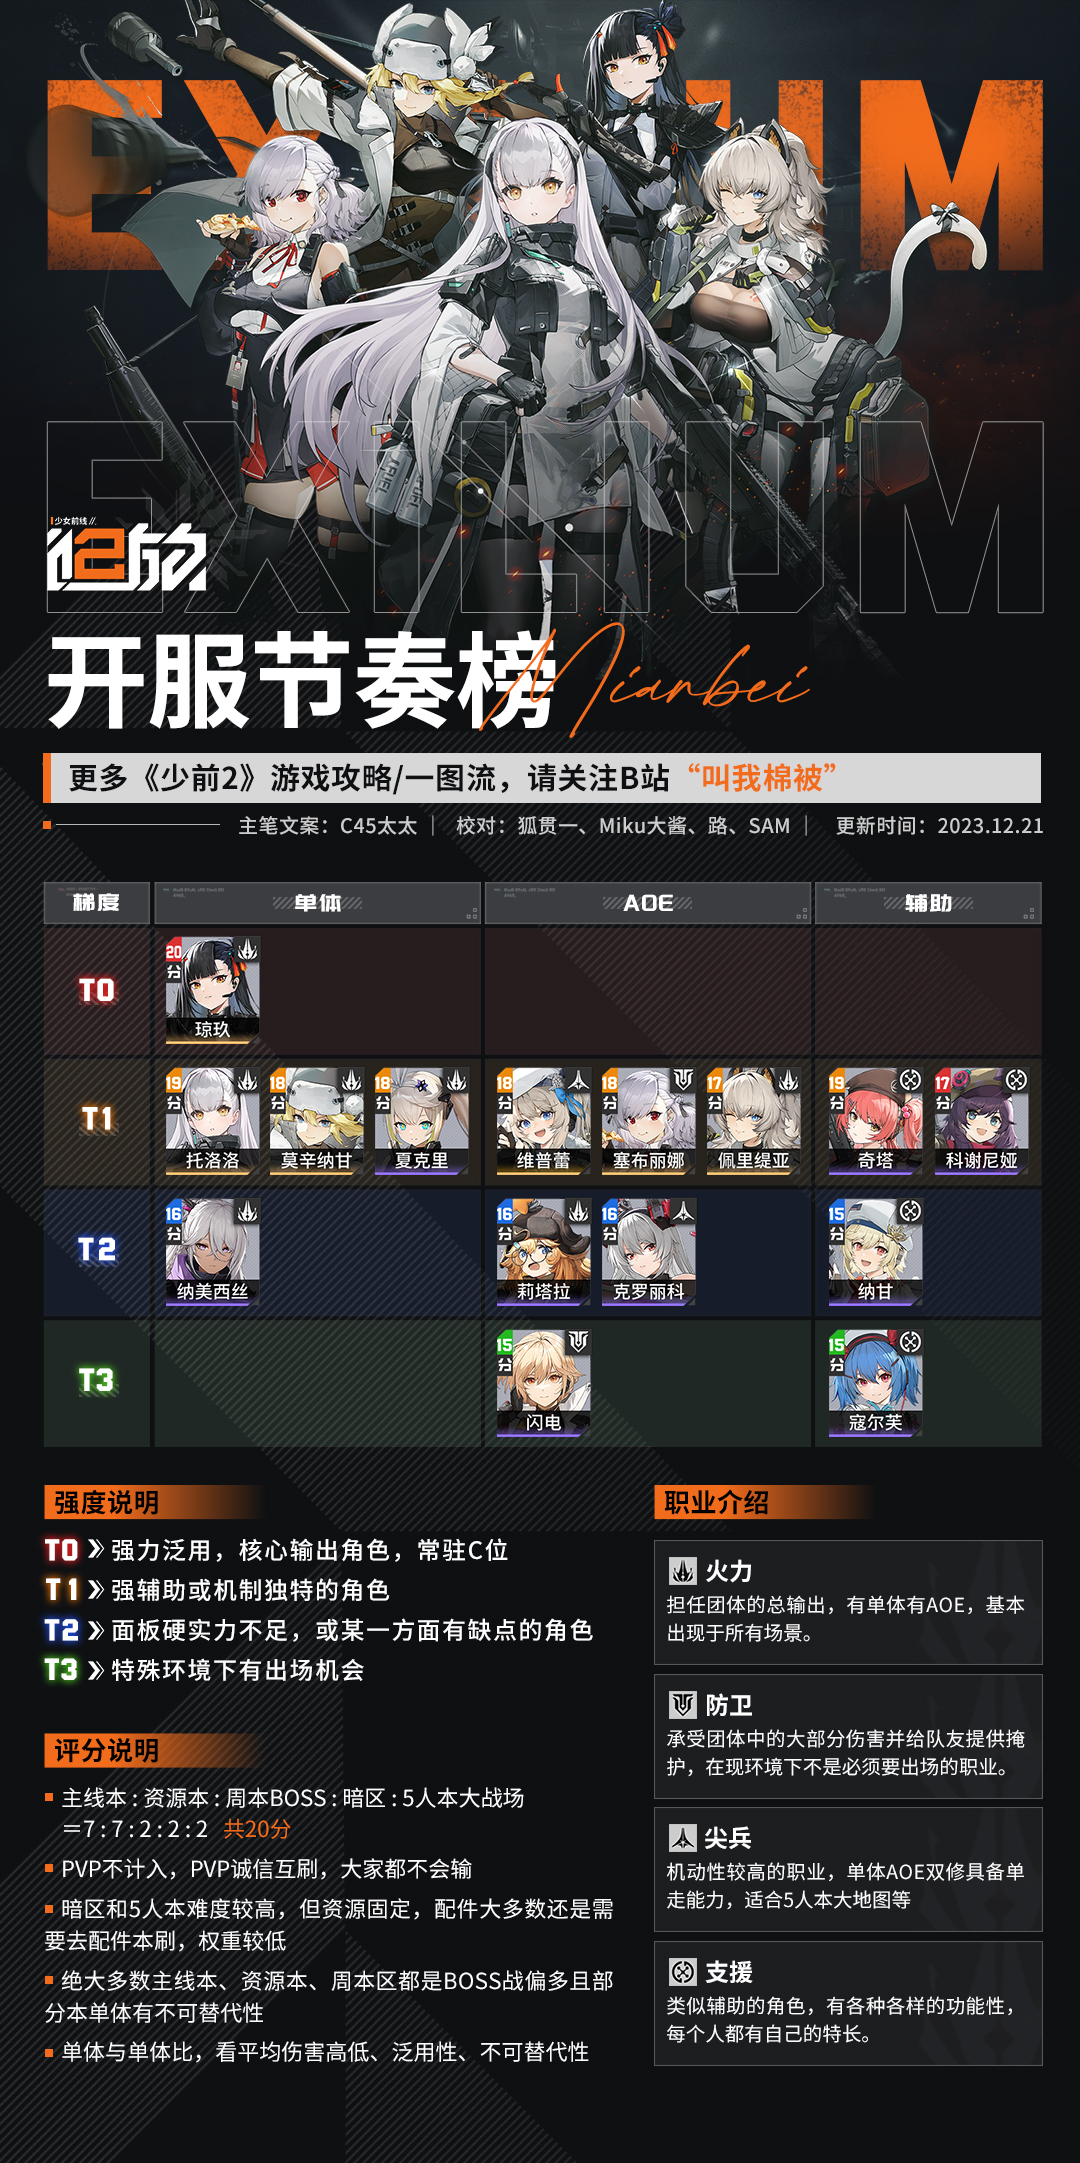 EXILIUM
EXILIUM
少女前线
追放
开服节奏榜
Mianbei
更多《少前2》游戏攻略/一图流，请关注B站“叫我棉被”
主笔文案：C45太太 | 校对：狐贯一、Miku大酱、路、SAM | 更新时间：2023.12.21
梯度 单体 AOE 辅助
T0
20分 琼玖
T1
19分 托洛洛
18分 莫辛纳甘
18分 夏克里
18分 维普蕾
18分 塞布丽娜
17分 佩里缇亚
19分 奇塔
17分 科谢尼娅
T2
16分 纳美西丝
16分 莉塔拉
16分 克罗丽科
15分 纳甘
T3
15分 闪电
15分 寇尔芙
强度说明
T0 强力泛用，核心输出角色，常驻C位
T1 强辅助或机制独特的角色
T2 面板硬实力不足，或某一方面有缺点的角色
T3 特殊环境下有出场机会
评分说明
主线本 : 资源本 : 周本BOSS : 暗区 : 5人本大战场
＝7 : 7 : 2 : 2 : 2 共20分
PVP不计入，PVP诚信互刷，大家都不会输
暗区和5人本难度较高，但资源固定，配件大多数还是需
要去配件本刷，权重较低
绝大多数主线本、资源本、周本区都是BOSS战偏多且部
分本单体有不可替代性
单体与单体比，看平均伤害高低、泛用性、不可替代性
职业介绍
火力
担任团体的总输出，有单体有AOE，基本
出现于所有场景。
防卫
承受团体中的大部分伤害并给队友提供掩
护，在现环境下不是必须要出场的职业。
尖兵
机动性较高的职业，单体AOE双修具备单
走能力，适合5人本大地图等
支援
类似辅助的角色，有各种各样的功能性，
每个人都有自己的特长。